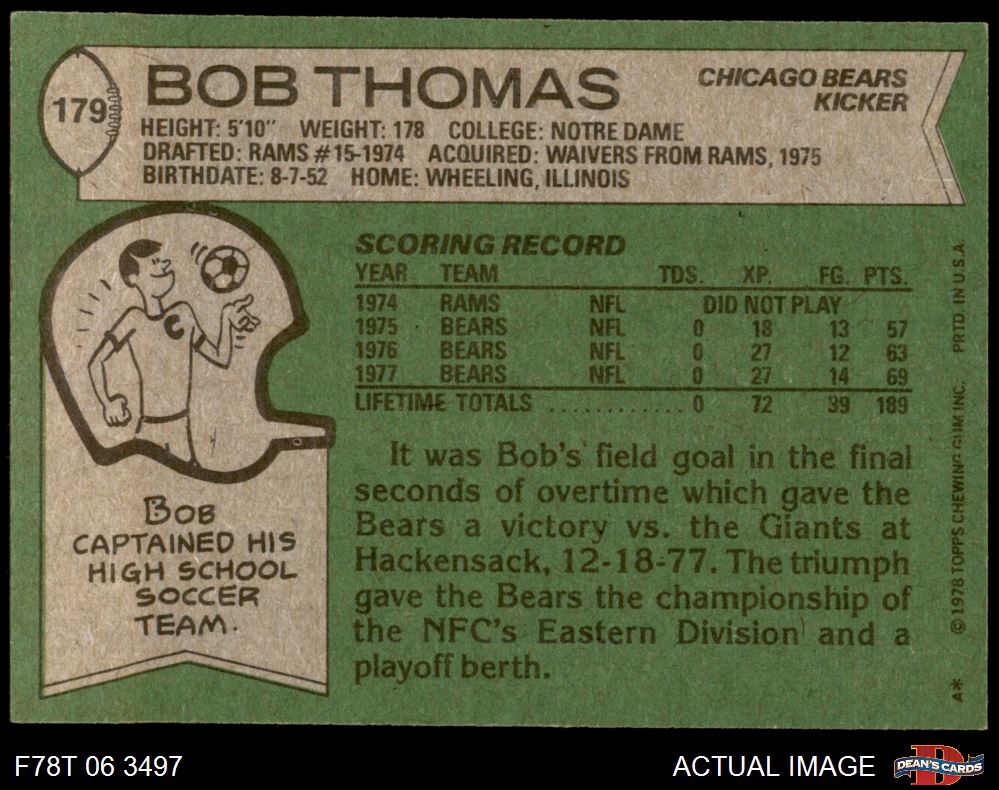 179
BOB THOMAS
CHICAGO BEARS
KICKER
HEIGHT: 5'10" WEIGHT: 178 COLLEGE: NOTRE DAME
DRAFTED: RAMS #15-1974 ACQUIRED: WAIVERS FROM RAMS, 1975
BIRTHDATE: 8-7-52 HOME: WHEELING, ILLINOIS
C
BOB
CAPTAINED HIS
HIGH SCHOOL
SOCCER
TEAM.
SCORING RECORD
YEAR TEAM TDS. XP. FG. PTS.
1974 RAMS NFL DID NOT PLAY
1975 BEARS NFL 0 18 13 57
1976 BEARS NFL 0 27 12 63
1977 BEARS NFL 0 27 14 69
LIFETIME TOTALS ............ 0 72 39 189
It was Bob's field goal in the final
seconds of overtime which gave the
Bears a victory vs. the Giants at
Hackensack, 12-18-77. The triumph
gave the Bears the championship of
the NFC's Eastern Division and a
playoff berth.
A* ©1978 TOPPS CHEWING GUM INC. PRTD. IN U.S.A.
F78T 06 3497
ACTUAL IMAGE
D
DEAN'S CARDS